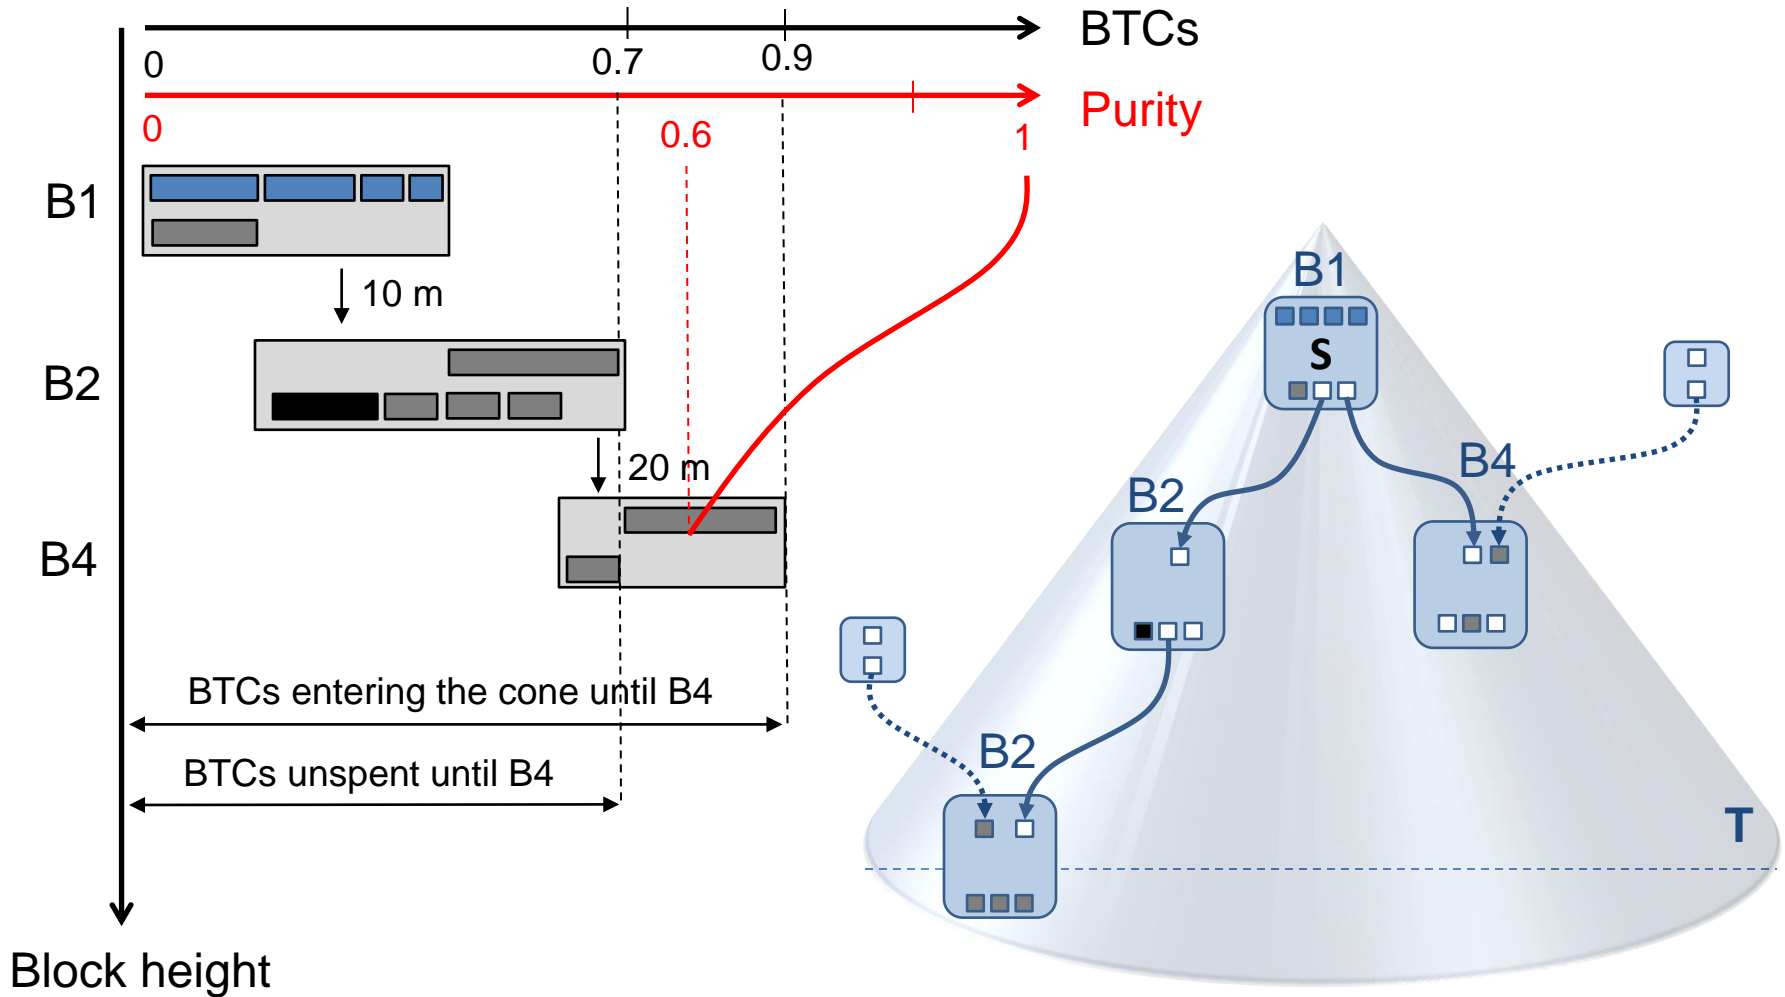 BTCs
0
0.7
0.9
Purity
0
0.6
1
B1
10 m
B2
20 m
B4
BTCs entering the cone until B4
BTCs unspent until B4
Block height
B1
S
B2
B4
B2
T